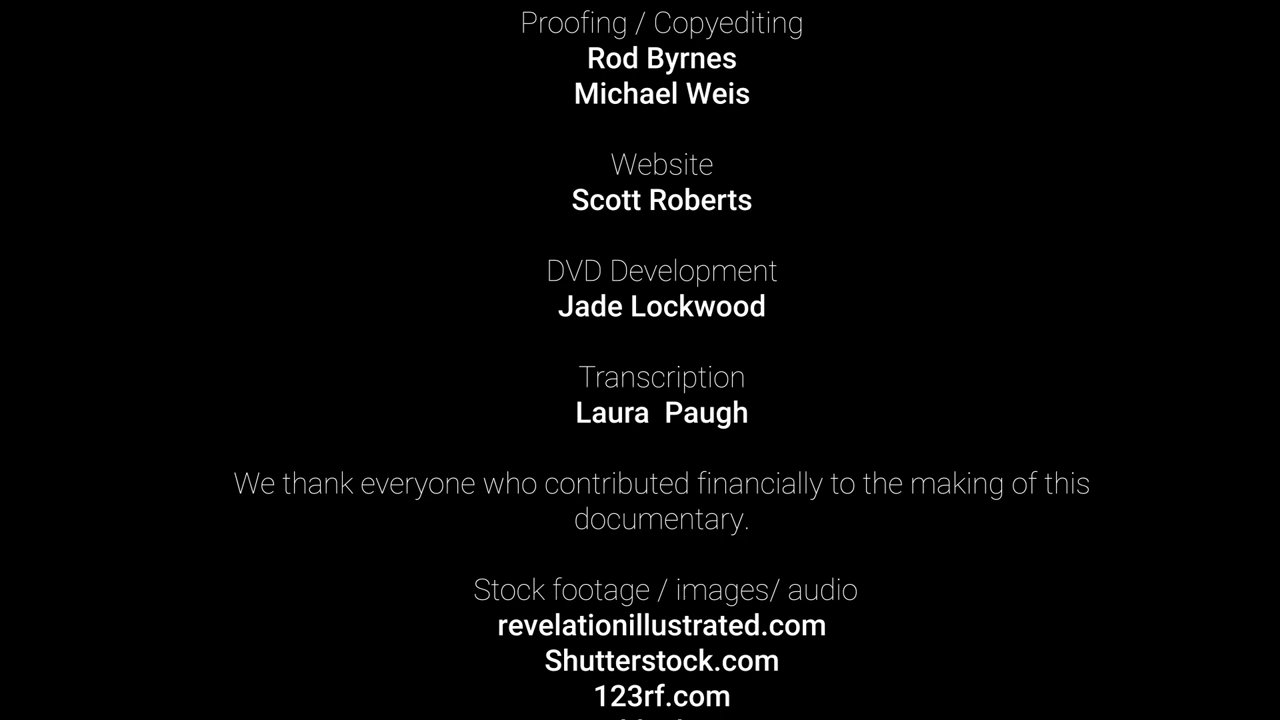 Proofing / Copyediting
Rod Byrnes
Michael Weis
Website
Scott Roberts
DVD Development
Jade Lockwood
Transcription
Laura  Paugh
We thank everyone who contributed financially to the making of this
documentary.
Stock footage / images/ audio
revelationillustrated.com
Shutterstock.com
123rf.com